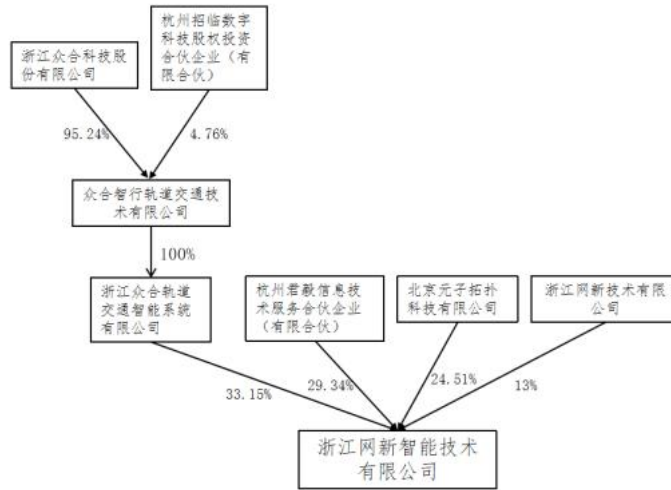 浙江众合科技股
份有限公司
杭州招临数字
科技股权投资
合伙企业（有
限合伙）
95.24%
4.76%
众合智行轨道交通技
术有限公司
100%
浙江众合轨道
交通智能系统
有限公司
杭州君敲信息技
术服务合伙企业
（有限合伙）
北京元子拓扑
科技有限公司
浙江网新技术有限
公司
33.15%
29.34%
24.51%
13%
浙江网新智能技术
有限公司